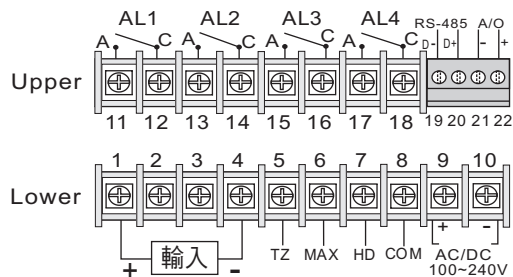 AL1 AL2 AL3 AL4
RS-485 A/O
A C A C A C A C D- D+ - +
Upper
11 12 13 14 15 16 17 18 19 20 21 22
1 2 3 4 5 6 7 8 9 10
Lower
+ -
+ 輸入 - TZ MAX HD COM AC/DC
100~240V